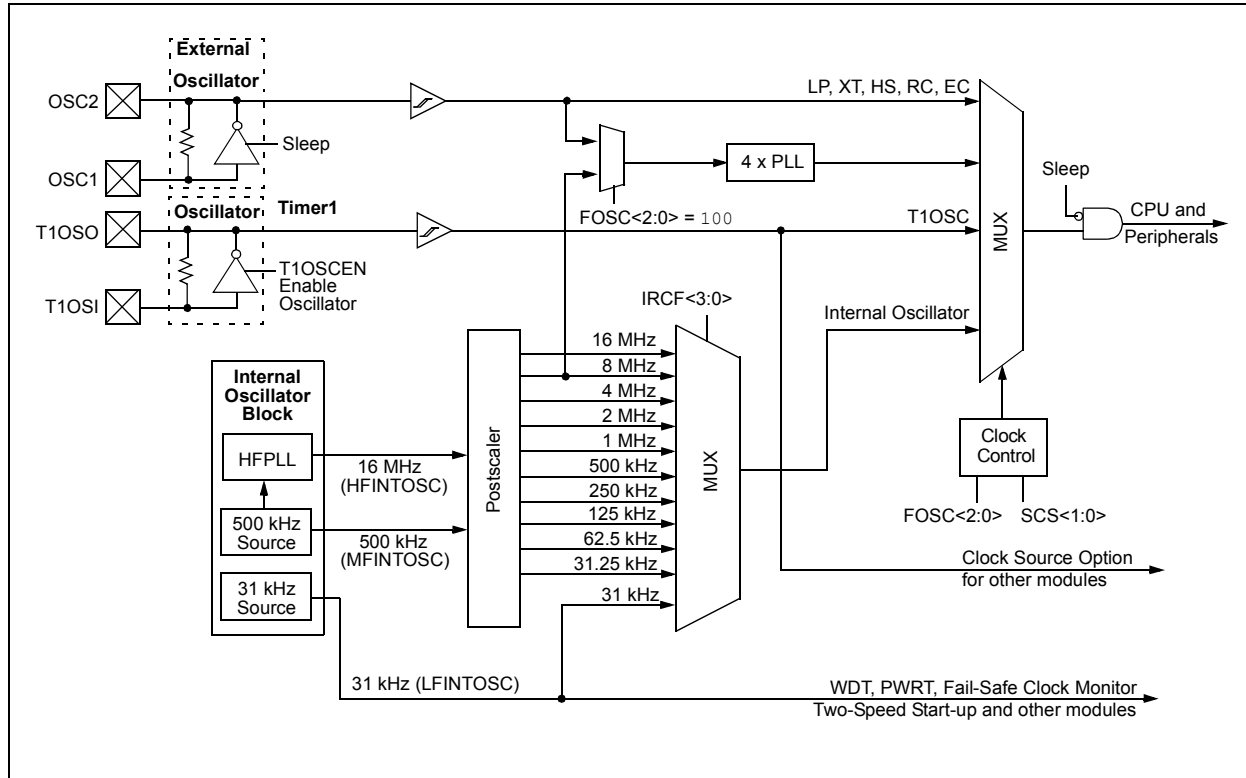 External
Oscillator
OSC2
OSC1
Sleep
LP, XT, HS, RC, EC
4 x PLL
FOSC<2:0> = 100
Sleep
MUX
CPU and
Peripherals
Oscillator
Timer1
T1OSO
T1OSI
T1OSCEN
Enable
Oscillator
T1OSC
IRCF<3:0>
Internal Oscillator
Internal
Oscillator
Block
HFPLL
500 kHz
Source
31 kHz
Source
16 MHz
(HFINTOSC)
500 kHz
(MFINTOSC)
Postscaler
16 MHz
8 MHz
4 MHz
2 MHz
1 MHz
500 kHz
250 kHz
125 kHz
62.5 kHz
31.25 kHz
31 kHz
MUX
Clock
Control
FOSC<2:0>
SCS<1:0>
Clock Source Option
for other modules
31 kHz (LFINTOSC)
WDT, PWRT, Fail-Safe Clock Monitor
Two-Speed Start-up and other modules